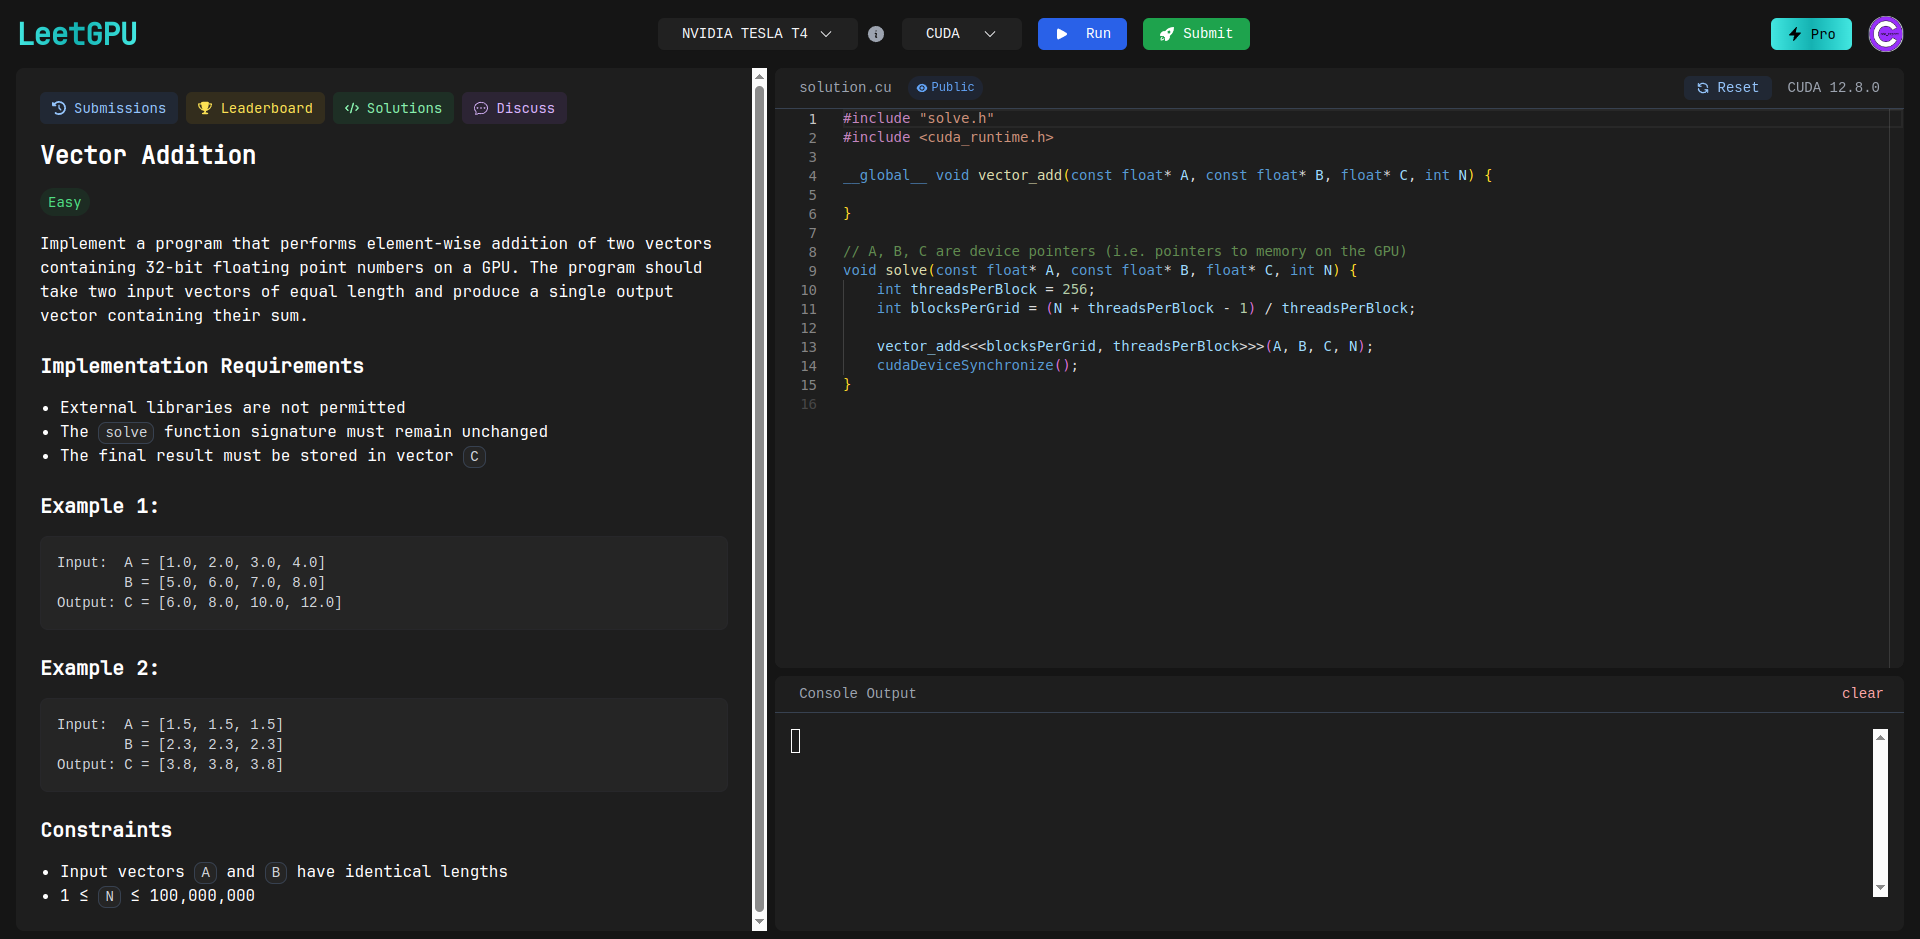 LeetGPU
NVIDIA TESLA T4
CUDA
Run
Submit
Pro
Submissions
Leaderboard
Solutions
Discuss
Vector Addition
Easy
Implement a program that performs element-wise addition of two vectors
containing 32-bit floating point numbers on a GPU. The program should
take two input vectors of equal length and produce a single output
vector containing their sum.
Implementation Requirements
• External libraries are not permitted
• The solve function signature must remain unchanged
• The final result must be stored in vector C
Example 1:
Input:  A = [1.0, 2.0, 3.0, 4.0]
        B = [5.0, 6.0, 7.0, 8.0]
Output: C = [6.0, 8.0, 10.0, 12.0]
Example 2:
Input:  A = [1.5, 1.5, 1.5]
        B = [2.3, 2.3, 2.3]
Output: C = [3.8, 3.8, 3.8]
Constraints
• Input vectors A and B have identical lengths
• 1 ≤ N ≤ 100,000,000
solution.cu
Public
Reset
CUDA 12.8.0
1 #include "solve.h"
2 #include <cuda_runtime.h>
3
4 __global__ void vector_add(const float* A, const float* B, float* C, int N) {
5
6 }
7
8 // A, B, C are device pointers (i.e. pointers to memory on the GPU)
9 void solve(const float* A, const float* B, float* C, int N) {
10     int threadsPerBlock = 256;
11     int blocksPerGrid = (N + threadsPerBlock - 1) / threadsPerBlock;
12
13     vector_add<<<blocksPerGrid, threadsPerBlock>>>(A, B, C, N);
14     cudaDeviceSynchronize();
15 }
16
Console Output
clear